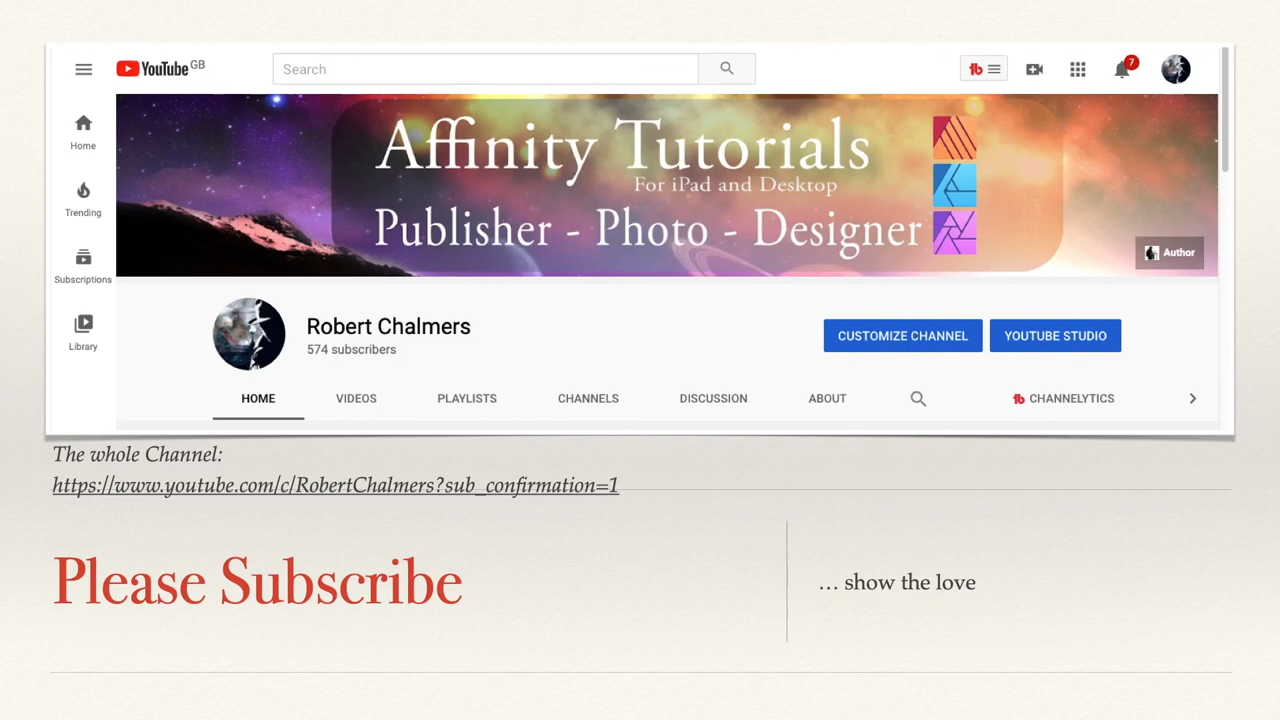 YouTube GB
Search
7
Home
Trending
Subscriptions
Library
Affinity Tutorials
For iPad and Desktop
Publisher - Photo - Designer
Author
Robert Chalmers
574 subscribers
CUSTOMIZE CHANNEL
YOUTUBE STUDIO
HOME VIDEOS PLAYLISTS CHANNELS DISCUSSION ABOUT tb CHANNELYTICS
The whole Channel:
https://www.youtube.com/c/RobertChalmers?sub_confirmation=1
Please Subscribe
… show the love